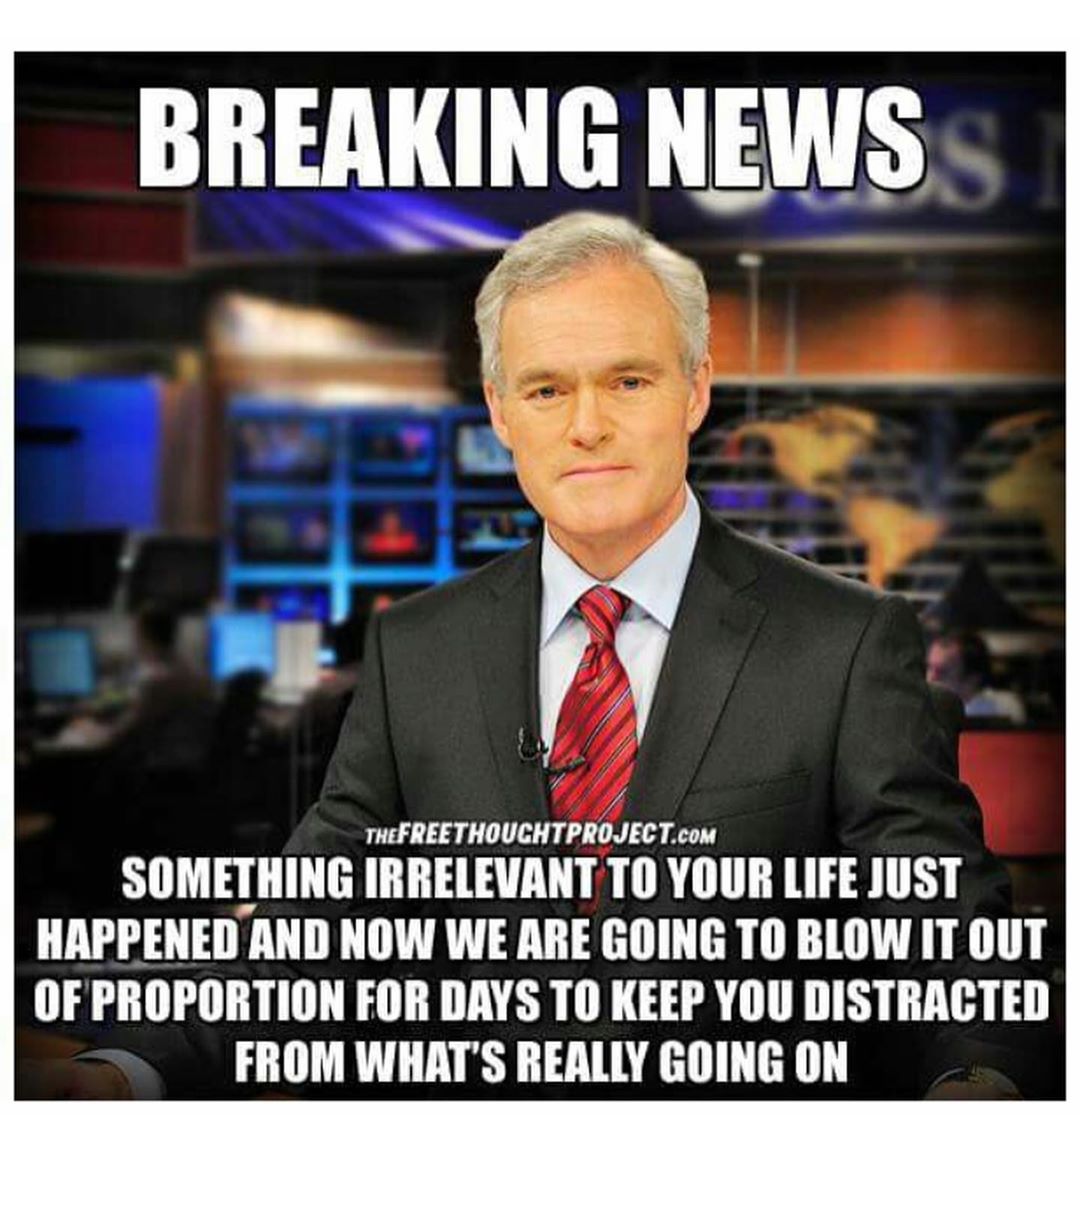 BREAKING NEWS
THEFREETHOUGHTPROJECT.COM
SOMETHING IRRELEVANT TO YOUR LIFE JUST
HAPPENED AND NOW WE ARE GOING TO BLOW IT OUT
OF PROPORTION FOR DAYS TO KEEP YOU DISTRACTED
FROM WHAT'S REALLY GOING ON